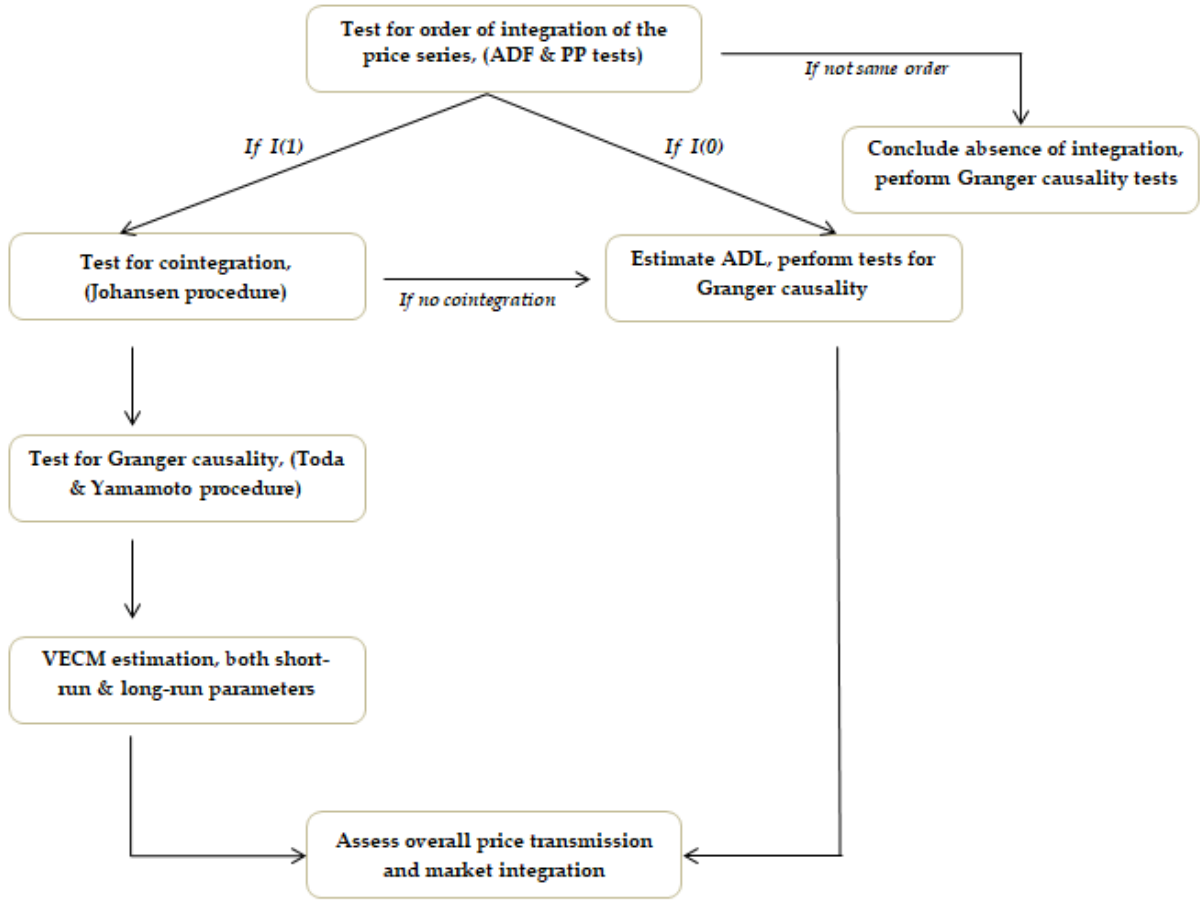 Test for order of integration of the
price series, (ADF & PP tests)
If not same order
Conclude absence of integration,
perform Granger causality tests
If I(1)
If I(0)
Test for cointegration,
(Johansen procedure)
If no cointegration
Estimate ADL, perform tests for
Granger causality
Test for Granger causality, (Toda
& Yamamoto procedure)
VECM estimation, both short-
run & long-run parameters
Assess overall price transmission
and market integration